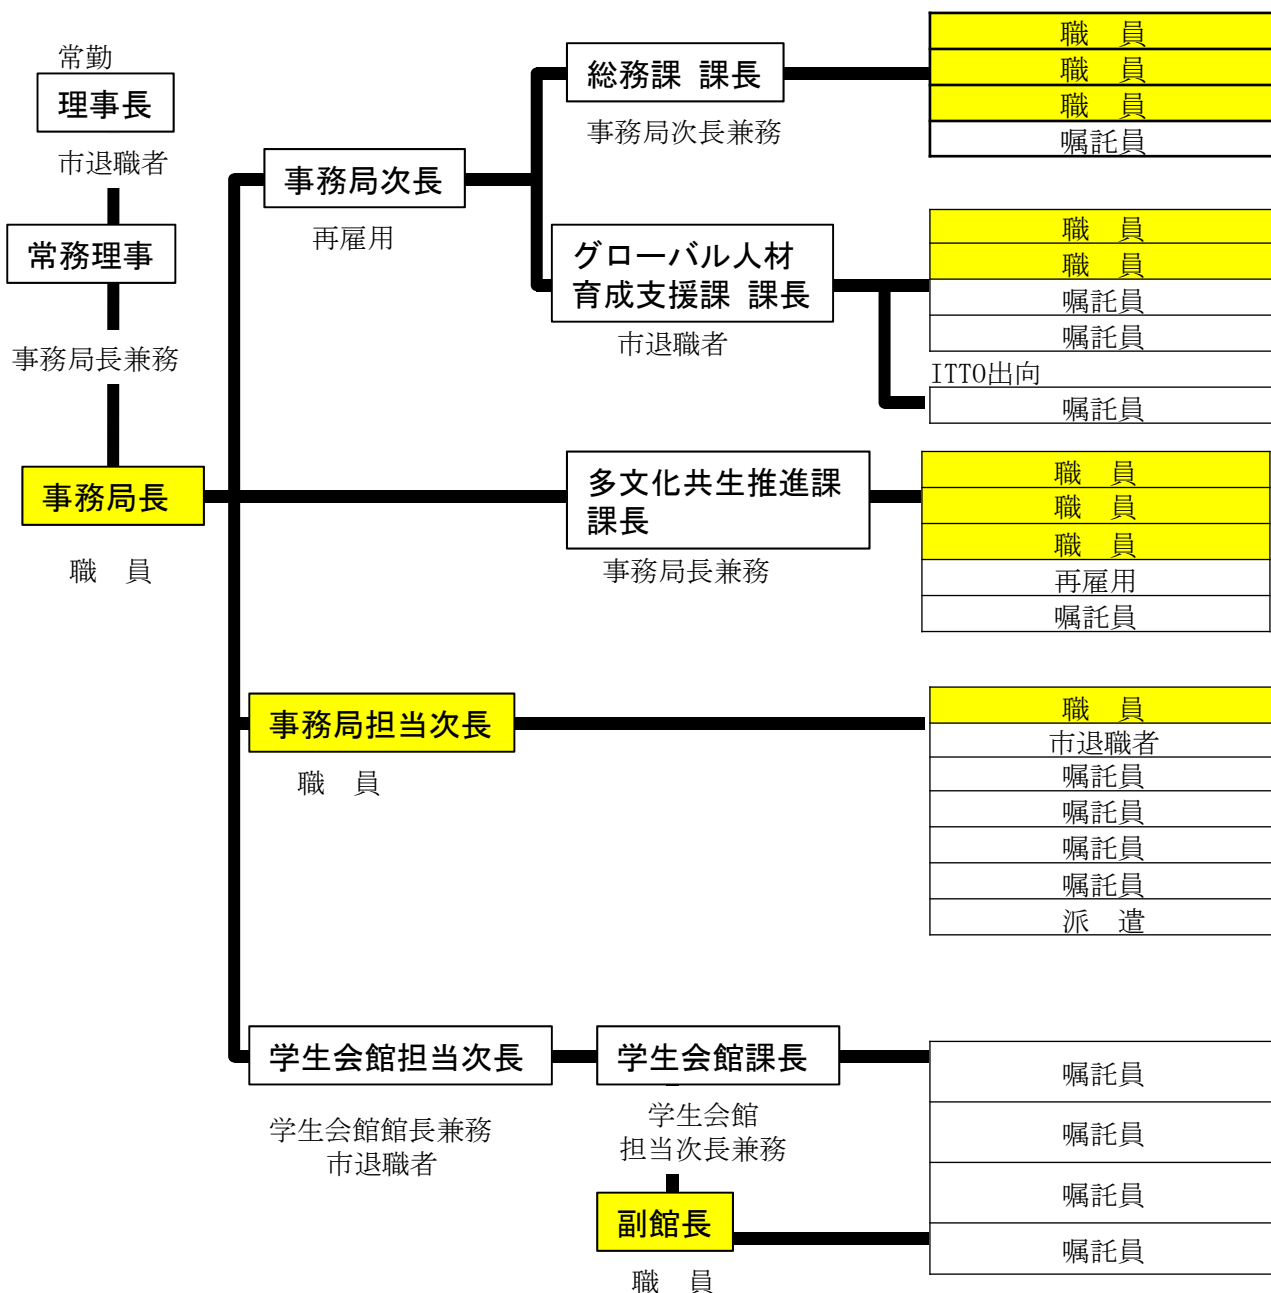 常勤
理事長
市退職者
常務理事
事務局長兼務
事務局長
職　員
事務局次長
再雇用
総務課 課長
事務局次長兼務
職　員
職　員
職　員
嘱託員
グローバル人材
育成支援課 課長
市退職者
職　員
職　員
嘱託員
嘱託員
ITTO出向
嘱託員
多文化共生推進課
課長
事務局長兼務
職　員
職　員
職　員
再雇用
嘱託員
事務局担当次長
職　員
職　員
市退職者
嘱託員
嘱託員
嘱託員
嘱託員
派　遣
学生会館担当次長
学生会館館長兼務
市退職者
学生会館課長
学生会館
担当次長兼務
副館長
職　員
嘱託員
嘱託員
嘱託員
嘱託員